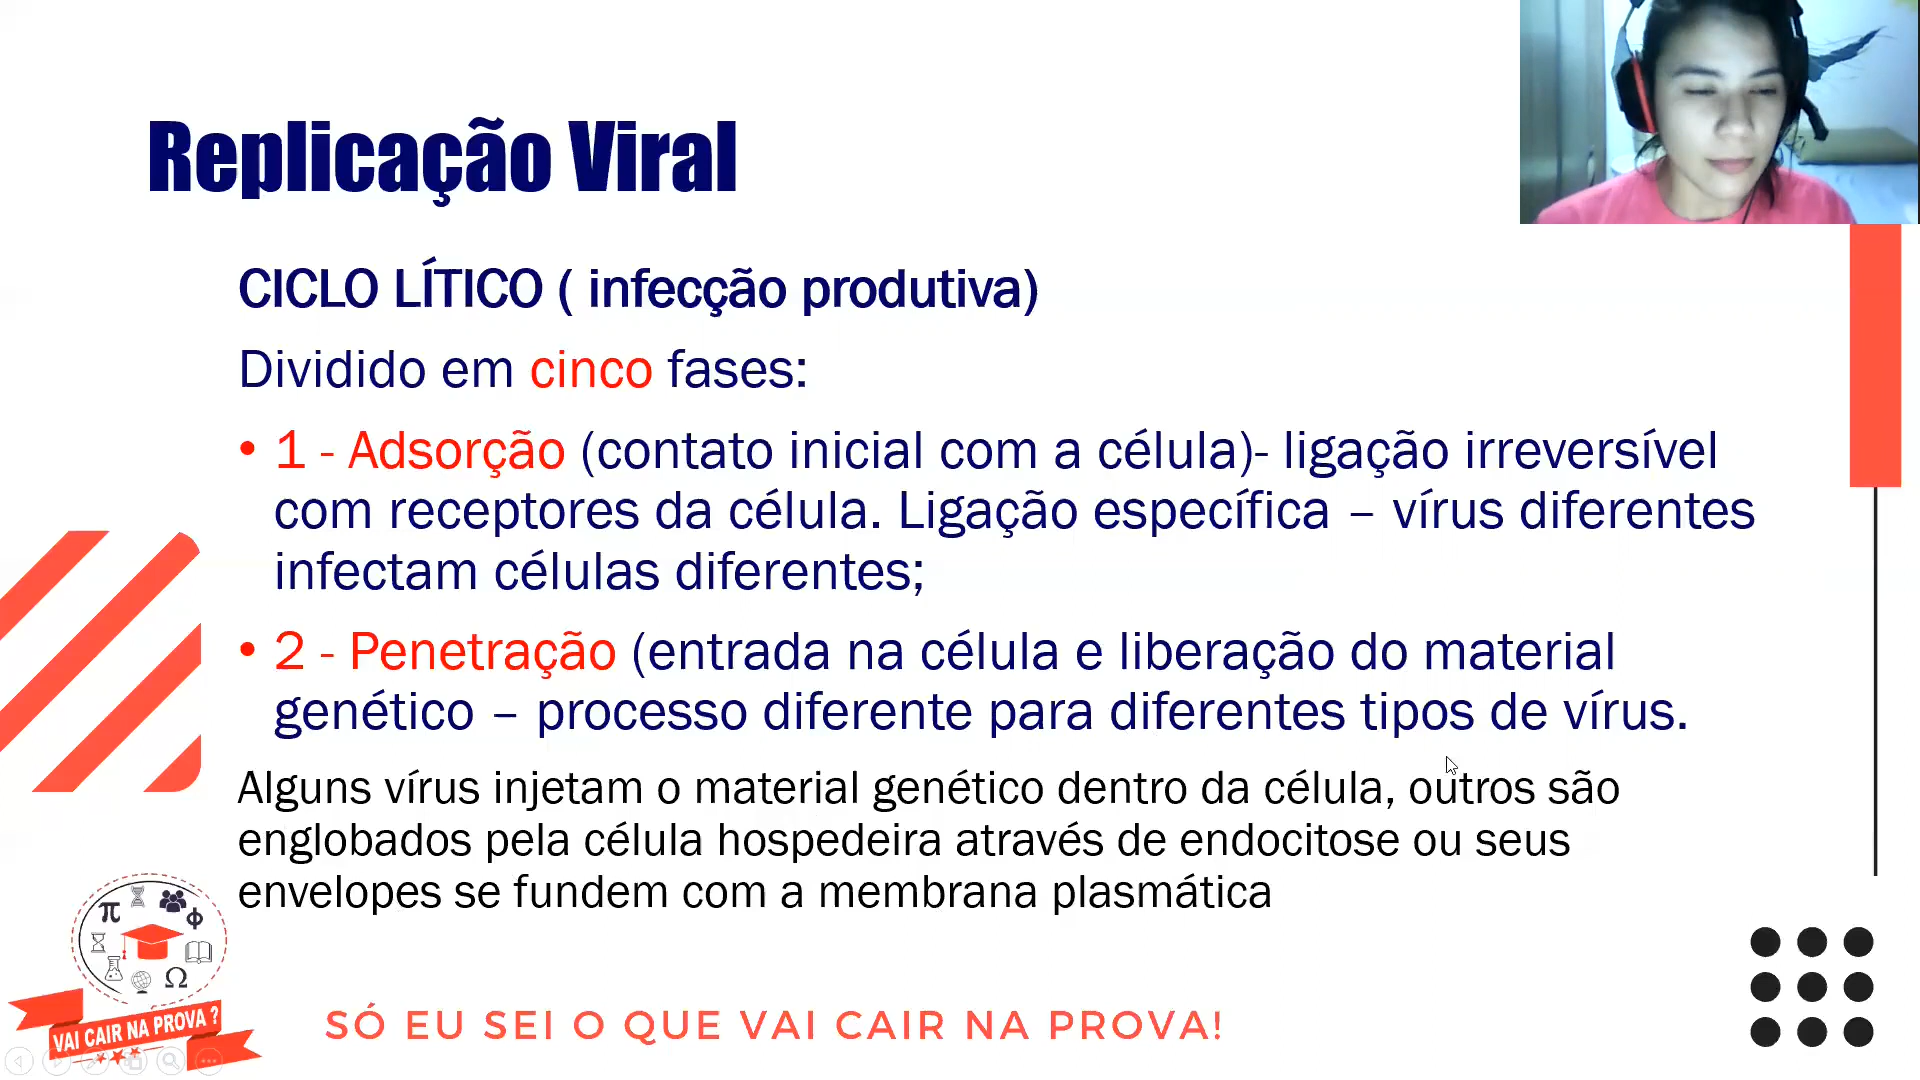 Replicação Viral
CICLO LÍTICO ( infecção produtiva)
Dividido em cinco fases:
• 1 - Adsorção (contato inicial com a célula)- ligação irreversível
com receptores da célula. Ligação específica – vírus diferentes
infectam células diferentes;
• 2 - Penetração (entrada na célula e liberação do material
genético – processo diferente para diferentes tipos de vírus.
Alguns vírus injetam o material genético dentro da célula, outros são
englobados pela célula hospedeira através de endocitose ou seus
envelopes se fundem com a membrana plasmática
π
φ
Ω
VAI CAIR NA PROVA ?
SÓ EU SEI O QUE VAI CAIR NA PROVA!